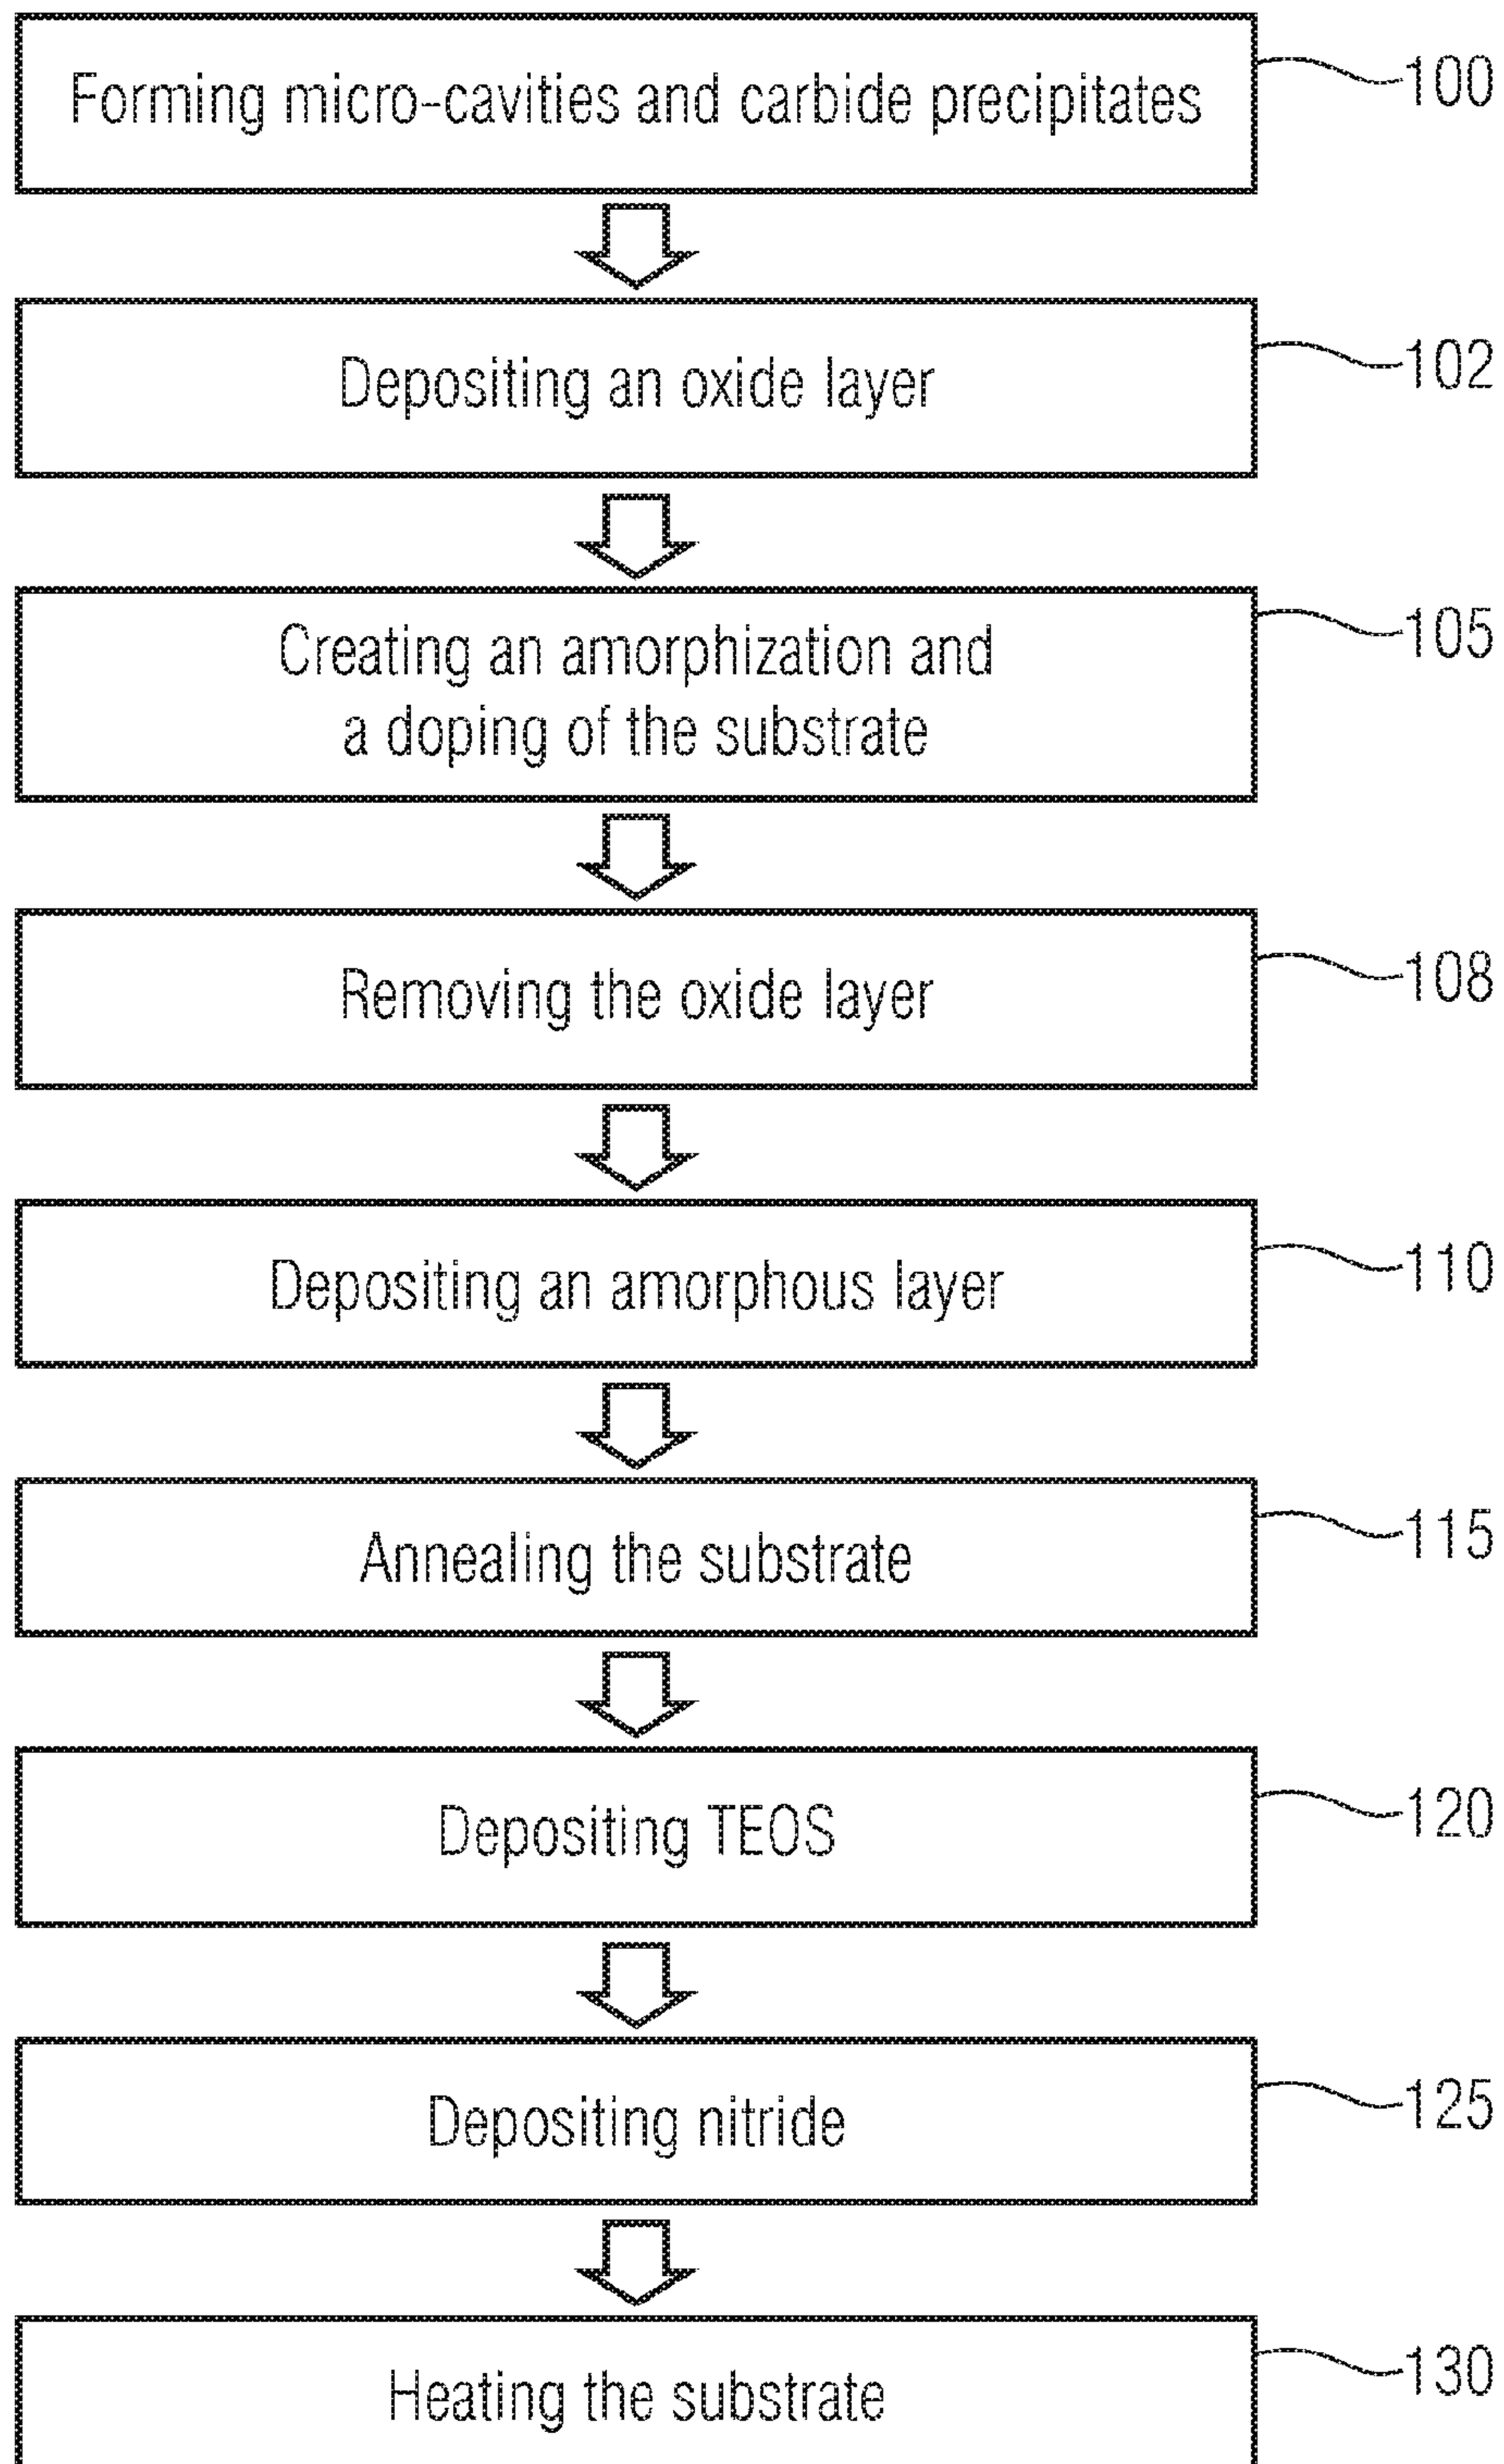 Forming micro-cavities and carbide precipitates
100
Depositing an oxide layer
102
Creating an amorphization and
a doping of the substrate
105
Removing the oxide layer
108
Depositing an amorphous layer
110
Annealing the substrate
115
Depositing TEOS
120
Depositing nitride
125
Heating the substrate
130